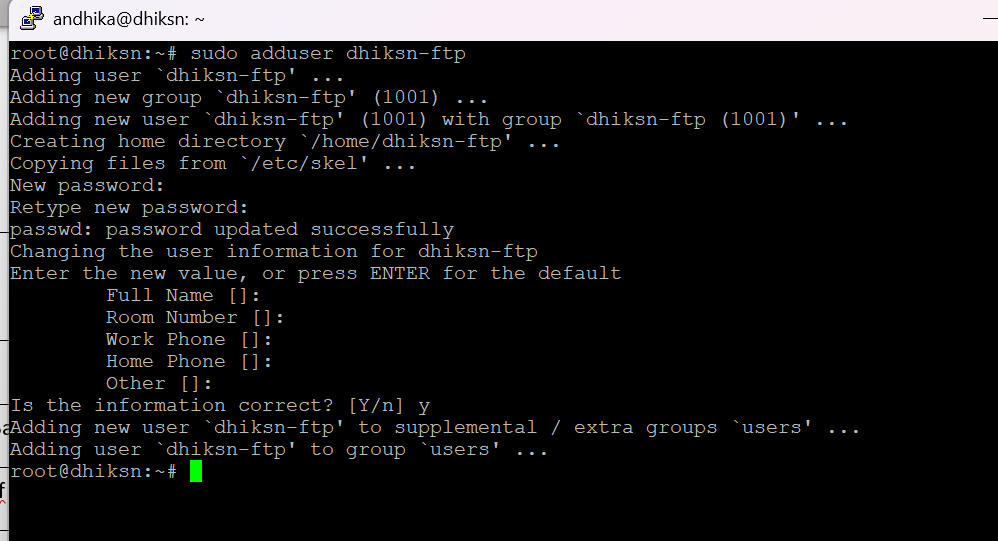 andhika@dhiksn: ~
root@dhiksn:~# sudo adduser dhiksn-ftp
Adding user `dhiksn-ftp' ...
Adding new group `dhiksn-ftp' (1001) ...
Adding new user `dhiksn-ftp' (1001) with group `dhiksn-ftp (1001)' ...
Creating home directory `/home/dhiksn-ftp' ...
Copying files from `/etc/skel' ...
New password:
Retype new password:
passwd: password updated successfully
Changing the user information for dhiksn-ftp
Enter the new value, or press ENTER for the default
        Full Name []:
        Room Number []:
        Work Phone []:
        Home Phone []:
        Other []:
Is the information correct? [Y/n] y
Adding new user `dhiksn-ftp' to supplemental / extra groups `users' ...
Adding user `dhiksn-ftp' to group `users' ...
root@dhiksn:~#